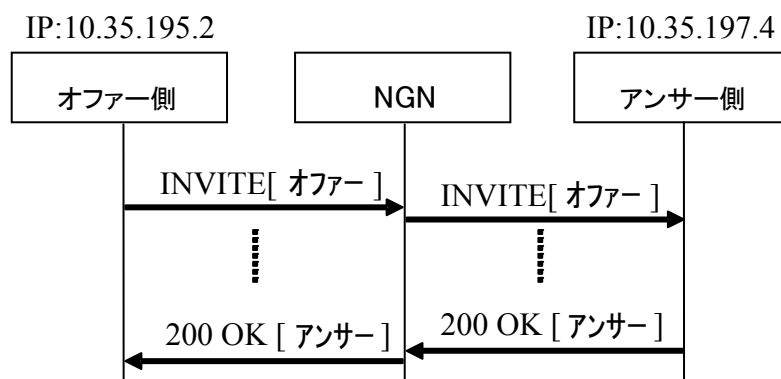 IP:10.35.195.2
IP:10.35.197.4
オファー側
NGN
アンサー側
INVITE[ オファー ]
INVITE[ オファー ]
200 OK [ アンサー ]
200 OK [ アンサー ]